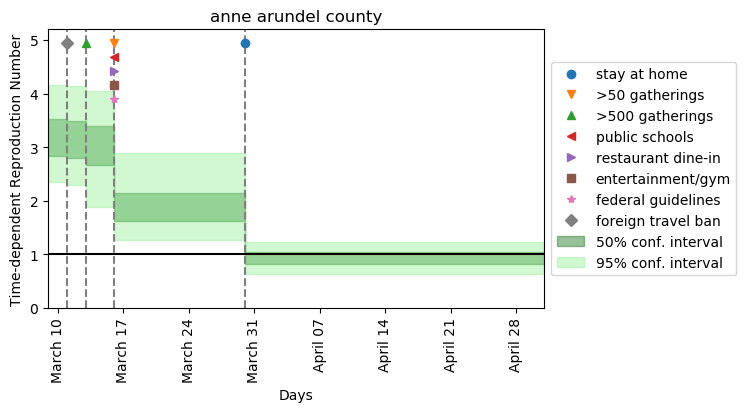 anne arundel county
Time-dependent Reproduction Number
5
4
3
2
1
0
March 10
March 17
March 24
March 31
April 07
April 14
April 21
April 28
Days
stay at home
>50 gatherings
>500 gatherings
public schools
restaurant dine-in
entertainment/gym
federal guidelines
foreign travel ban
50% conf. interval
95% conf. interval